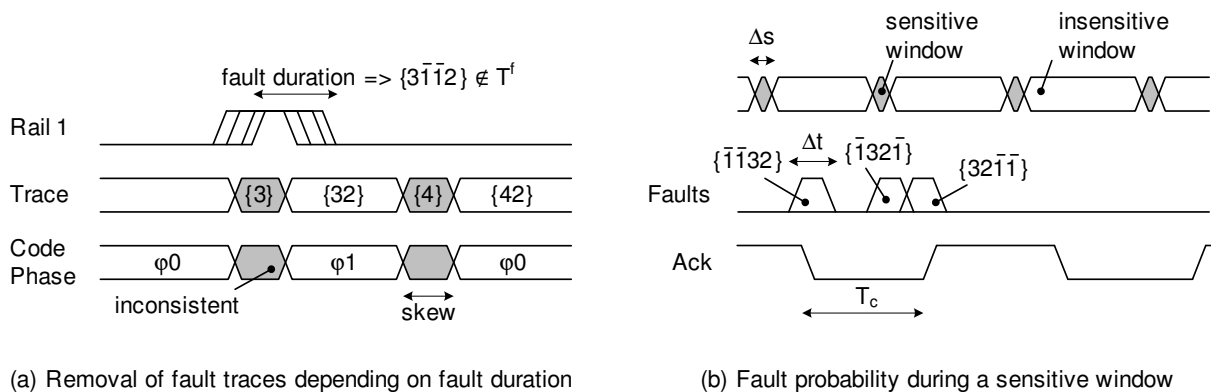 fault duration => {31̄1̄2} ∉ Tᶠ
Rail 1
Trace
{3}
{32}
{4}
{42}
Code
Phase
φ0
φ1
φ0
inconsistent
skew
(a) Removal of fault traces depending on fault duration
sensitive
window
insensitive
window
Δs
{1̄1̄32}
Δt
{1̄321̄}
{321̄1̄}
Faults
Ack
T_c
(b) Fault probability during a sensitive window